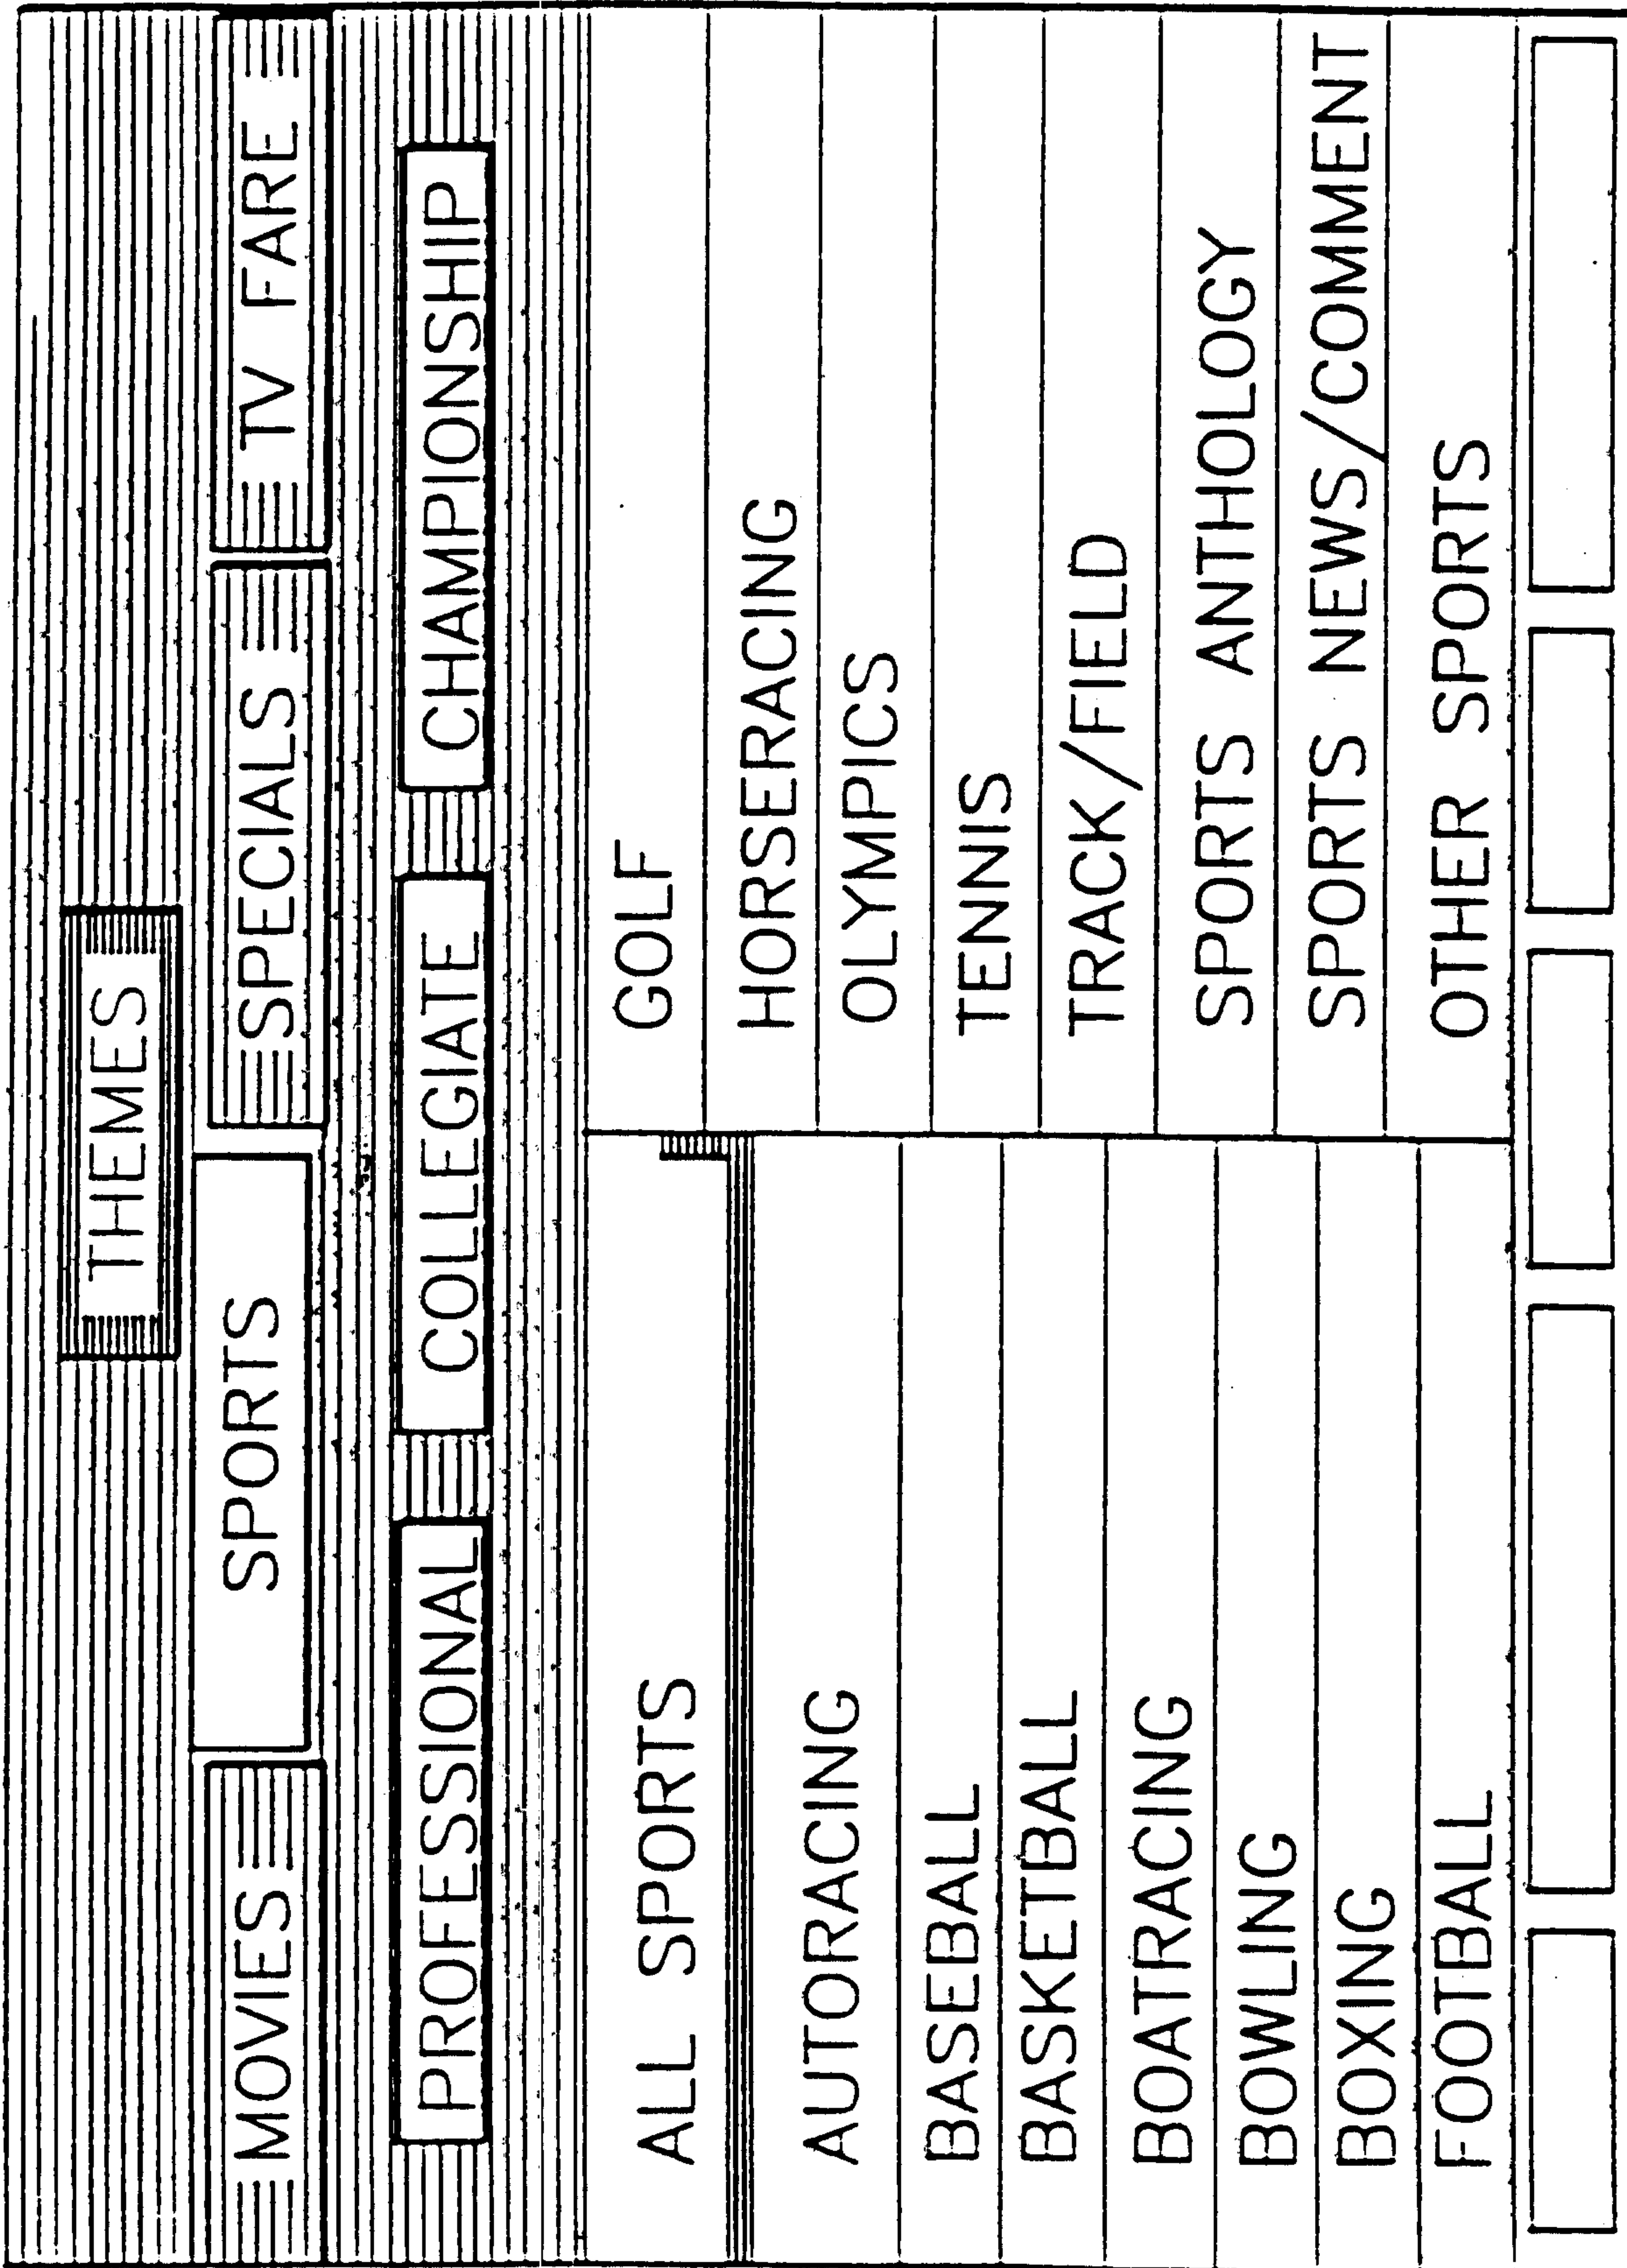 THEMES
MOVIES SPORTS SPECIALS TV FARE
PROFESSIONAL COLLEGIATE CHAMPIONSHIP
ALL SPORTS
AUTORACING
BASEBALL
BASKETBALL
BOATRACING
BOWLING
BOXING
FOOTBALL
GOLF
HORSERACING
OLYMPICS
TENNIS
TRACK/FIELD
SPORTS ANTHOLOGY
SPORTS NEWS/COMMENT
OTHER SPORTS